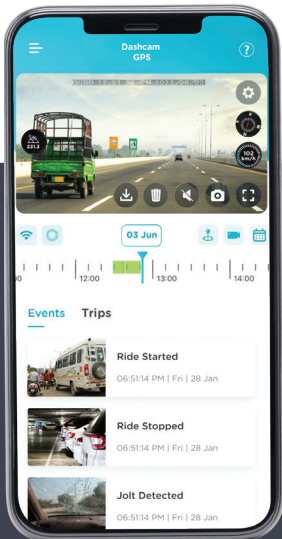 Dashcam
GPS
?
231.3
102
km/h
03 Jun
12:00
13:00
14:00
Events
Trips
Ride Started
06:51:14 PM | Fri | 28 Jan
Ride Stopped
06:51:14 PM | Fri | 28 Jan
Jolt Detected
06:51:14 PM | Fri | 28 Jan